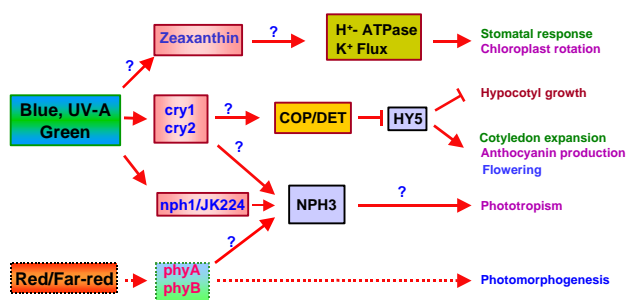 ?
Zeaxanthin
?
H+- ATPase
K+ Flux
Stomatal response
Chloroplast rotation
Blue, UV-A
Green
cry1
cry2
?
COP/DET
HY5
Hypocotyl growth
Cotyledon expansion
Anthocyanin production
Flowering
?
nph1/JK224
NPH3
?
Phototropism
?
Red/Far-red
phyA
phyB
Photomorphogenesis